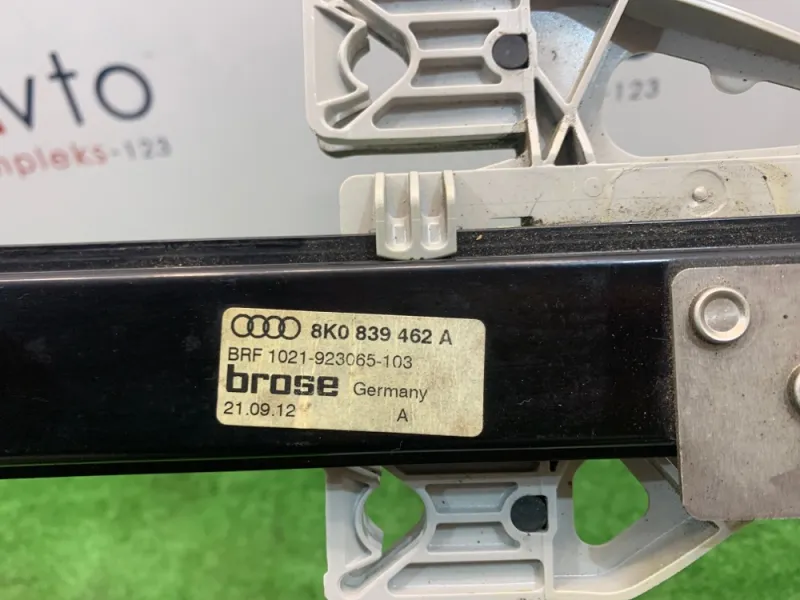 vto
mpleks-123
-123
8K0 839 462 A
BRF 1021-923065-103
brose Germany
21.09.12 A